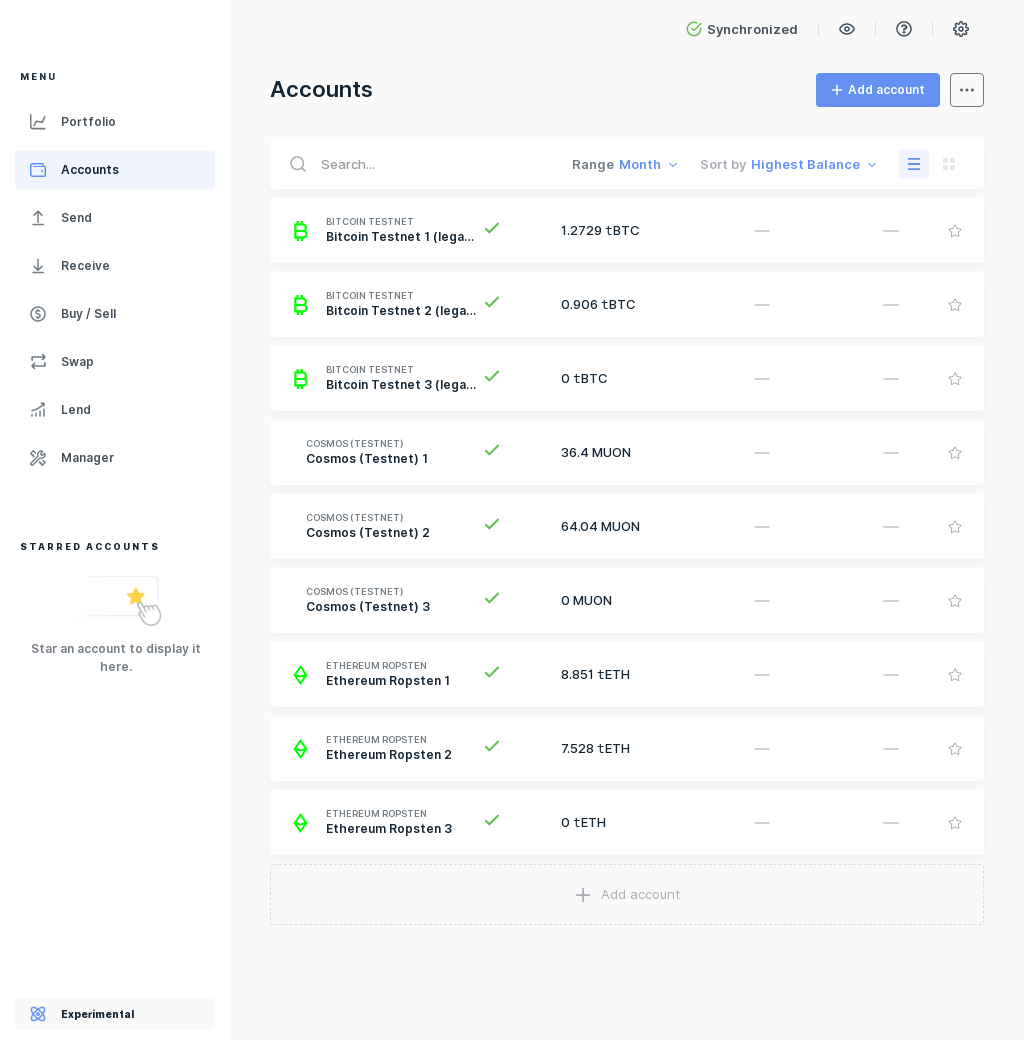 Synchronized
MENU
Portfolio
Accounts
Send
Receive
Buy / Sell
Swap
Lend
Manager
STARRED ACCOUNTS
Star an account to display it
here.
Experimental
Accounts
Add account
Search...
Range Month
Sort by Highest Balance
BITCOIN TESTNET
Bitcoin Testnet 1 (lega...
1.2729 tBTC
BITCOIN TESTNET
Bitcoin Testnet 2 (lega...
0.906 tBTC
BITCOIN TESTNET
Bitcoin Testnet 3 (lega...
0 tBTC
COSMOS (TESTNET)
Cosmos (Testnet) 1
36.4 MUON
COSMOS (TESTNET)
Cosmos (Testnet) 2
64.04 MUON
COSMOS (TESTNET)
Cosmos (Testnet) 3
0 MUON
ETHEREUM ROPSTEN
Ethereum Ropsten 1
8.851 tETH
ETHEREUM ROPSTEN
Ethereum Ropsten 2
7.528 tETH
ETHEREUM ROPSTEN
Ethereum Ropsten 3
0 tETH
Add account